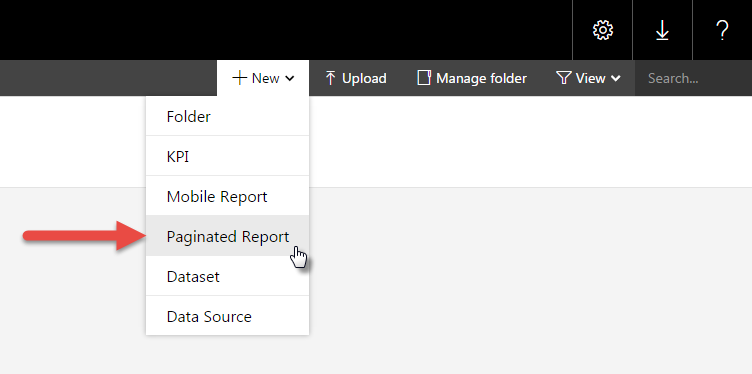 ?
New Upload Manage folder View Search...
Folder
KPI
Mobile Report
Paginated Report
Dataset
Data Source